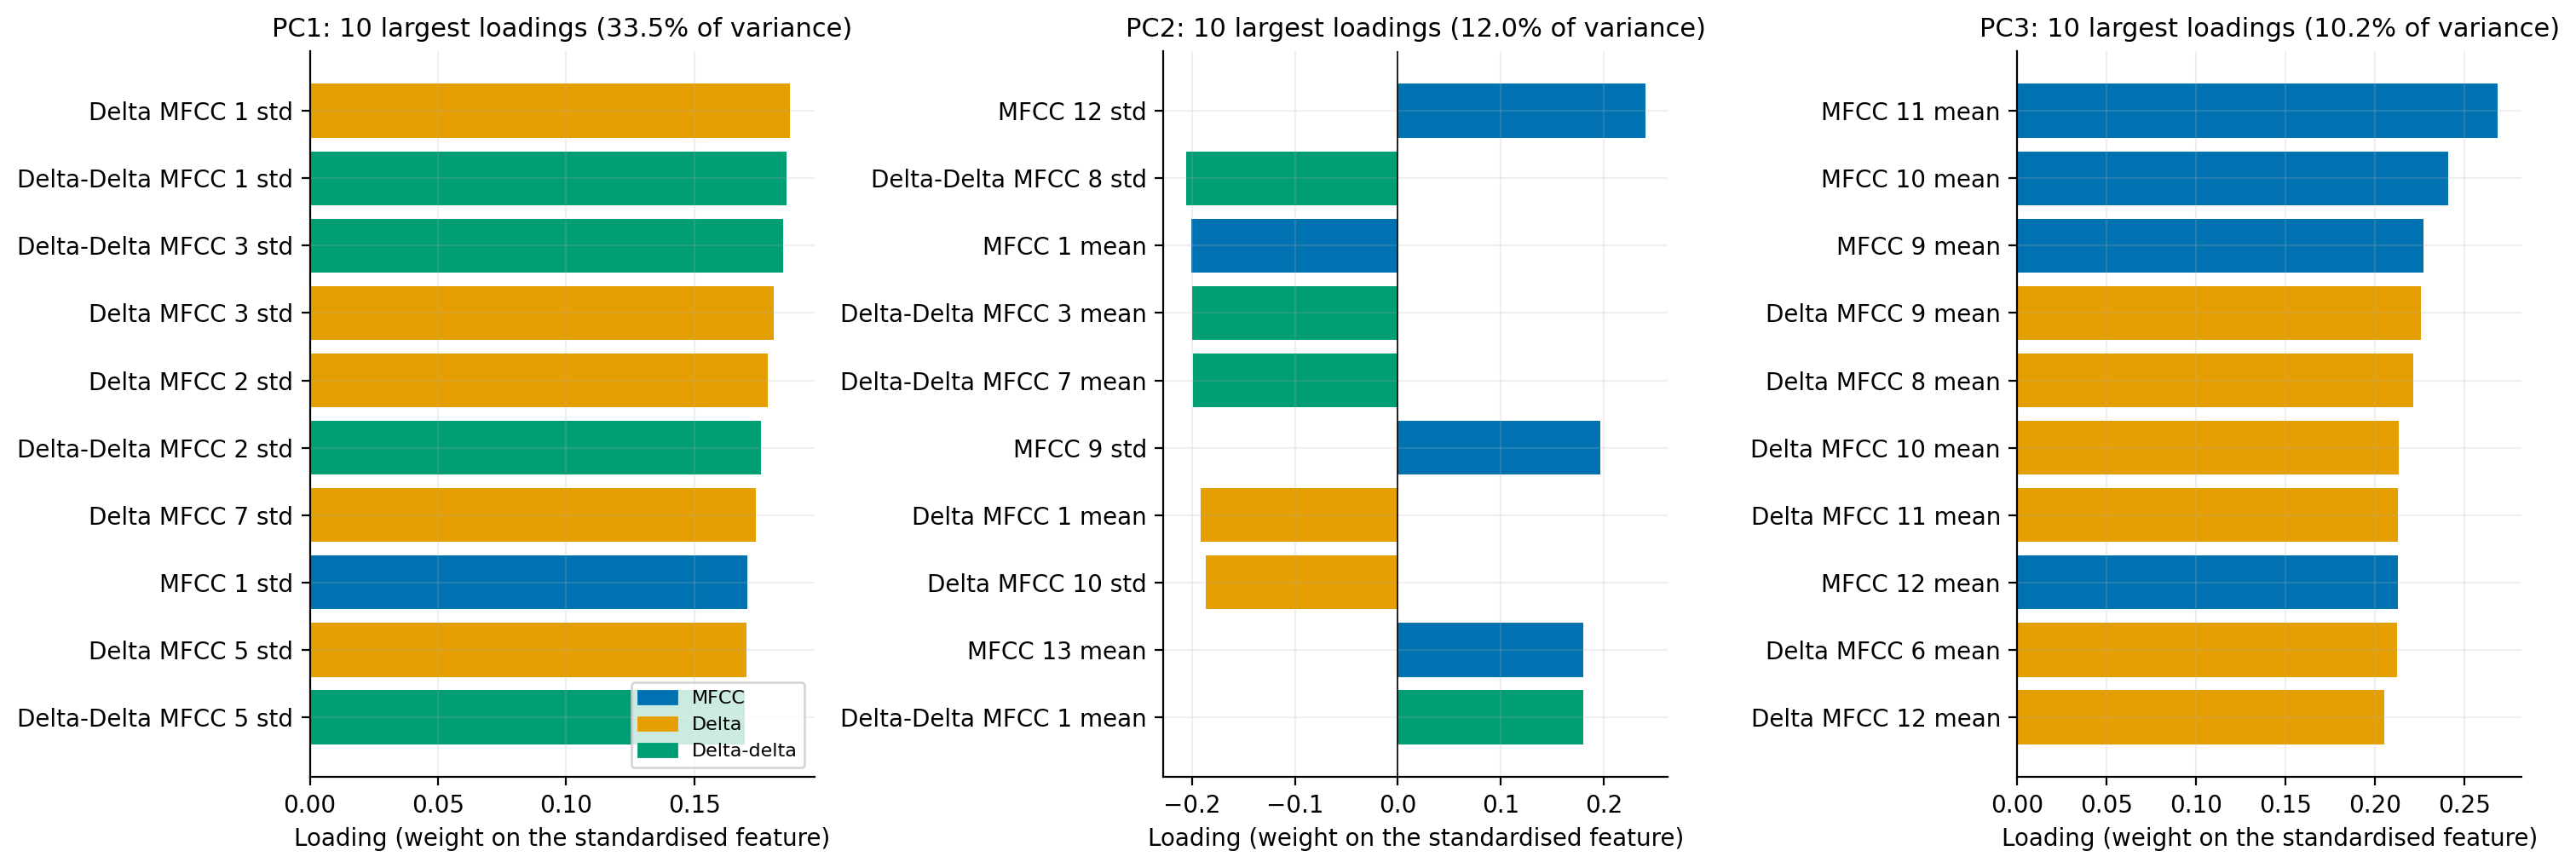 PC1: 10 largest loadings (33.5% of variance)
Delta MFCC 1 std
Delta-Delta MFCC 1 std
Delta-Delta MFCC 3 std
Delta MFCC 3 std
Delta MFCC 2 std
Delta-Delta MFCC 2 std
Delta MFCC 7 std
MFCC 1 std
Delta MFCC 5 std
Delta-Delta MFCC 5 std
MFCC
Delta
Delta-delta
0.00 0.05 0.10 0.15
Loading (weight on the standardised feature)
PC2: 10 largest loadings (12.0% of variance)
MFCC 12 std
Delta-Delta MFCC 8 std
MFCC 1 mean
Delta-Delta MFCC 3 mean
Delta-Delta MFCC 7 mean
MFCC 9 std
Delta MFCC 1 mean
Delta MFCC 10 std
MFCC 13 mean
Delta-Delta MFCC 1 mean
−0.2 −0.1 0.0 0.1 0.2
Loading (weight on the standardised feature)
PC3: 10 largest loadings (10.2% of variance)
MFCC 11 mean
MFCC 10 mean
MFCC 9 mean
Delta MFCC 9 mean
Delta MFCC 8 mean
Delta MFCC 10 mean
Delta MFCC 11 mean
MFCC 12 mean
Delta MFCC 6 mean
Delta MFCC 12 mean
0.00 0.05 0.10 0.15 0.20 0.25
Loading (weight on the standardised feature)